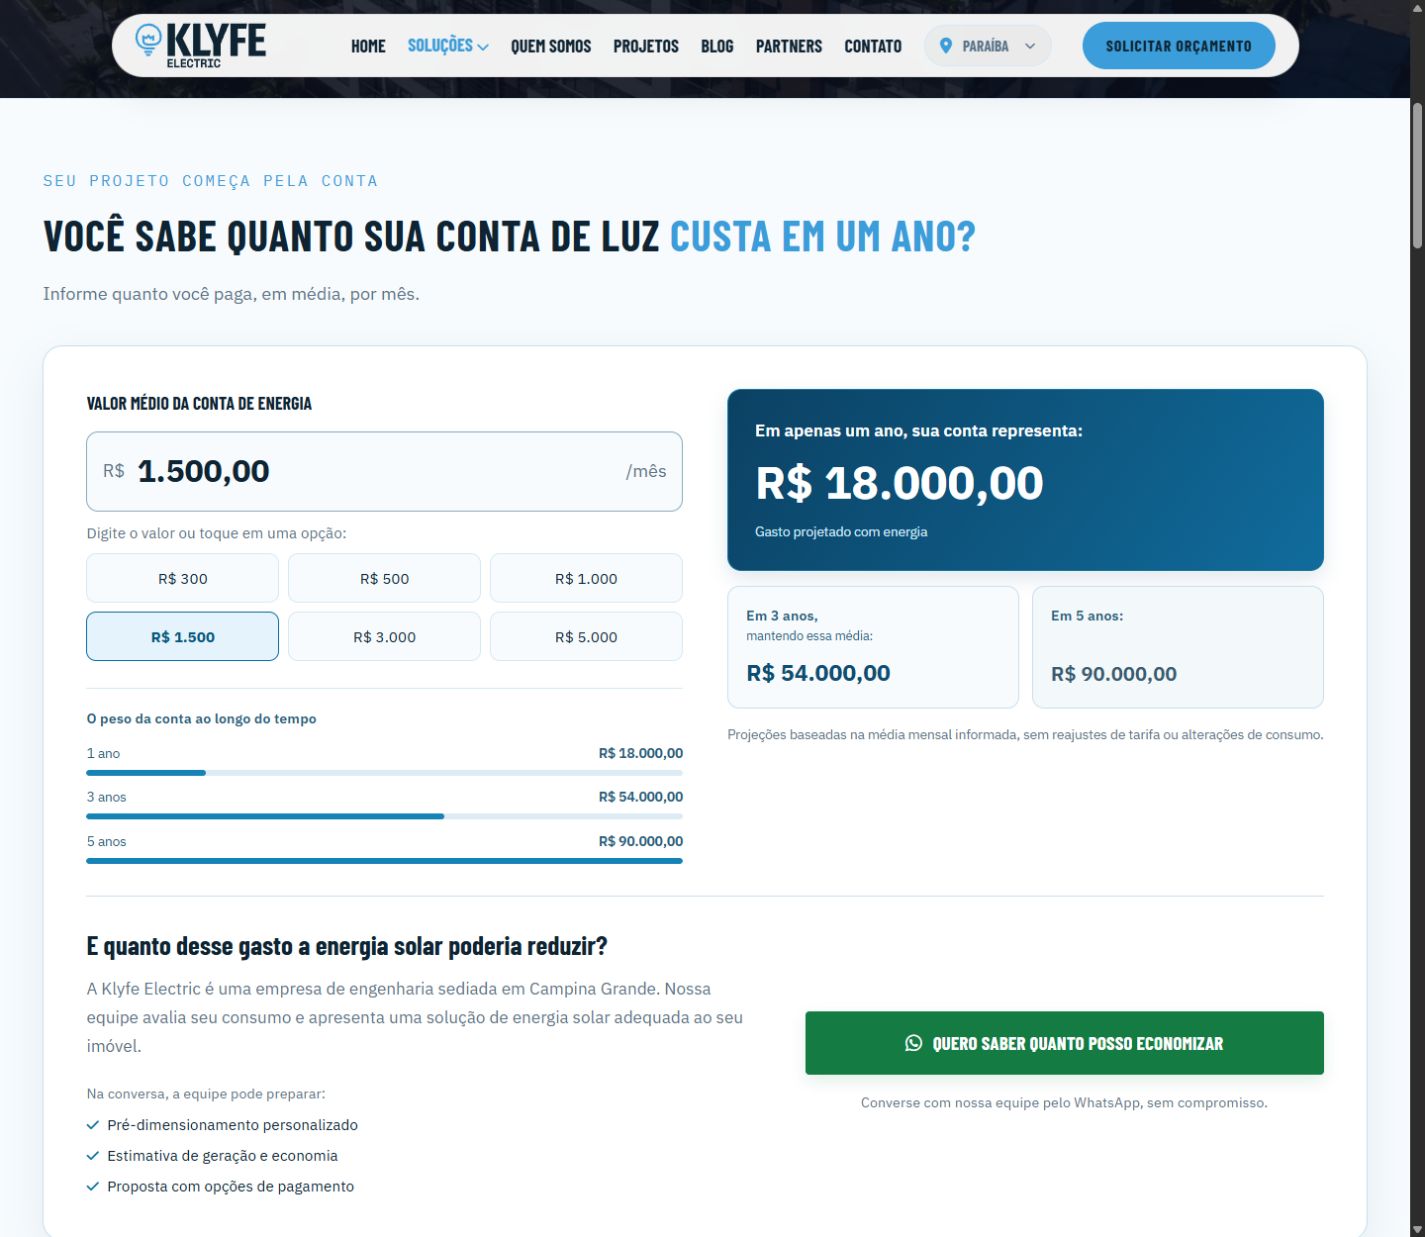 KLYFE
ELECTRIC
HOME
SOLUÇÕES
QUEM SOMOS
PROJETOS
BLOG
PARTNERS
CONTATO
PARAÍBA
SOLICITAR ORÇAMENTO
SEU PROJETO COMEÇA PELA CONTA
VOCÊ SABE QUANTO SUA CONTA DE LUZ CUSTA EM UM ANO?
Informe quanto você paga, em média, por mês.
VALOR MÉDIO DA CONTA DE ENERGIA
R$ 1.500,00 /mês
Digite o valor ou toque em uma opção:
R$ 300
R$ 500
R$ 1.000
R$ 1.500
R$ 3.000
R$ 5.000
O peso da conta ao longo do tempo
1 ano R$ 18.000,00
3 anos R$ 54.000,00
5 anos R$ 90.000,00
Em apenas um ano, sua conta representa:
R$ 18.000,00
Gasto projetado com energia
Em 3 anos,
mantendo essa média:
R$ 54.000,00
Em 5 anos:
R$ 90.000,00
Projeções baseadas na média mensal informada, sem reajustes de tarifa ou alterações de consumo.
E quanto desse gasto a energia solar poderia reduzir?
A Klyfe Electric é uma empresa de engenharia sediada em Campina Grande. Nossa
equipe avalia seu consumo e apresenta uma solução de energia solar adequada ao seu
imóvel.
Na conversa, a equipe pode preparar:
Pré-dimensionamento personalizado
Estimativa de geração e economia
Proposta com opções de pagamento
QUERO SABER QUANTO POSSO ECONOMIZAR
Converse com nossa equipe pelo WhatsApp, sem compromisso.